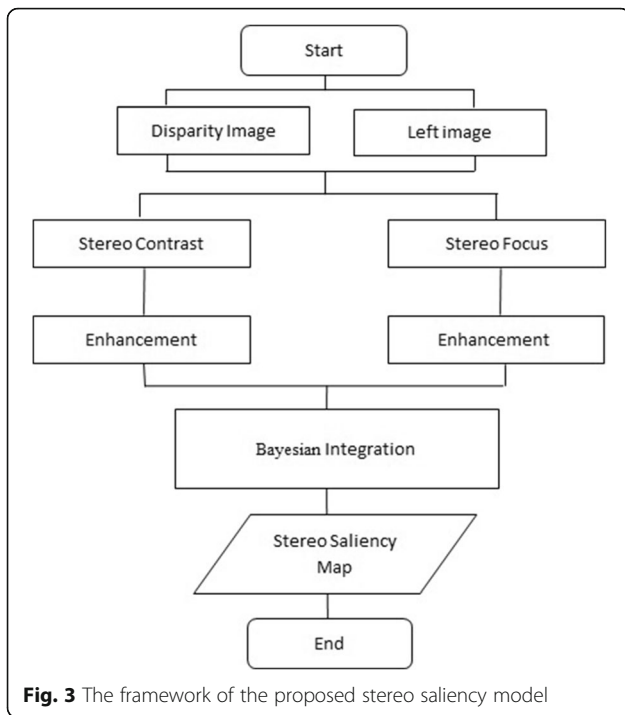 Start
Disparity Image
Left image
Stereo Contrast
Stereo Focus
Enhancement
Enhancement
Bayesian Integration
Stereo Saliency
Map
End
Fig. 3 The framework of the proposed stereo saliency model